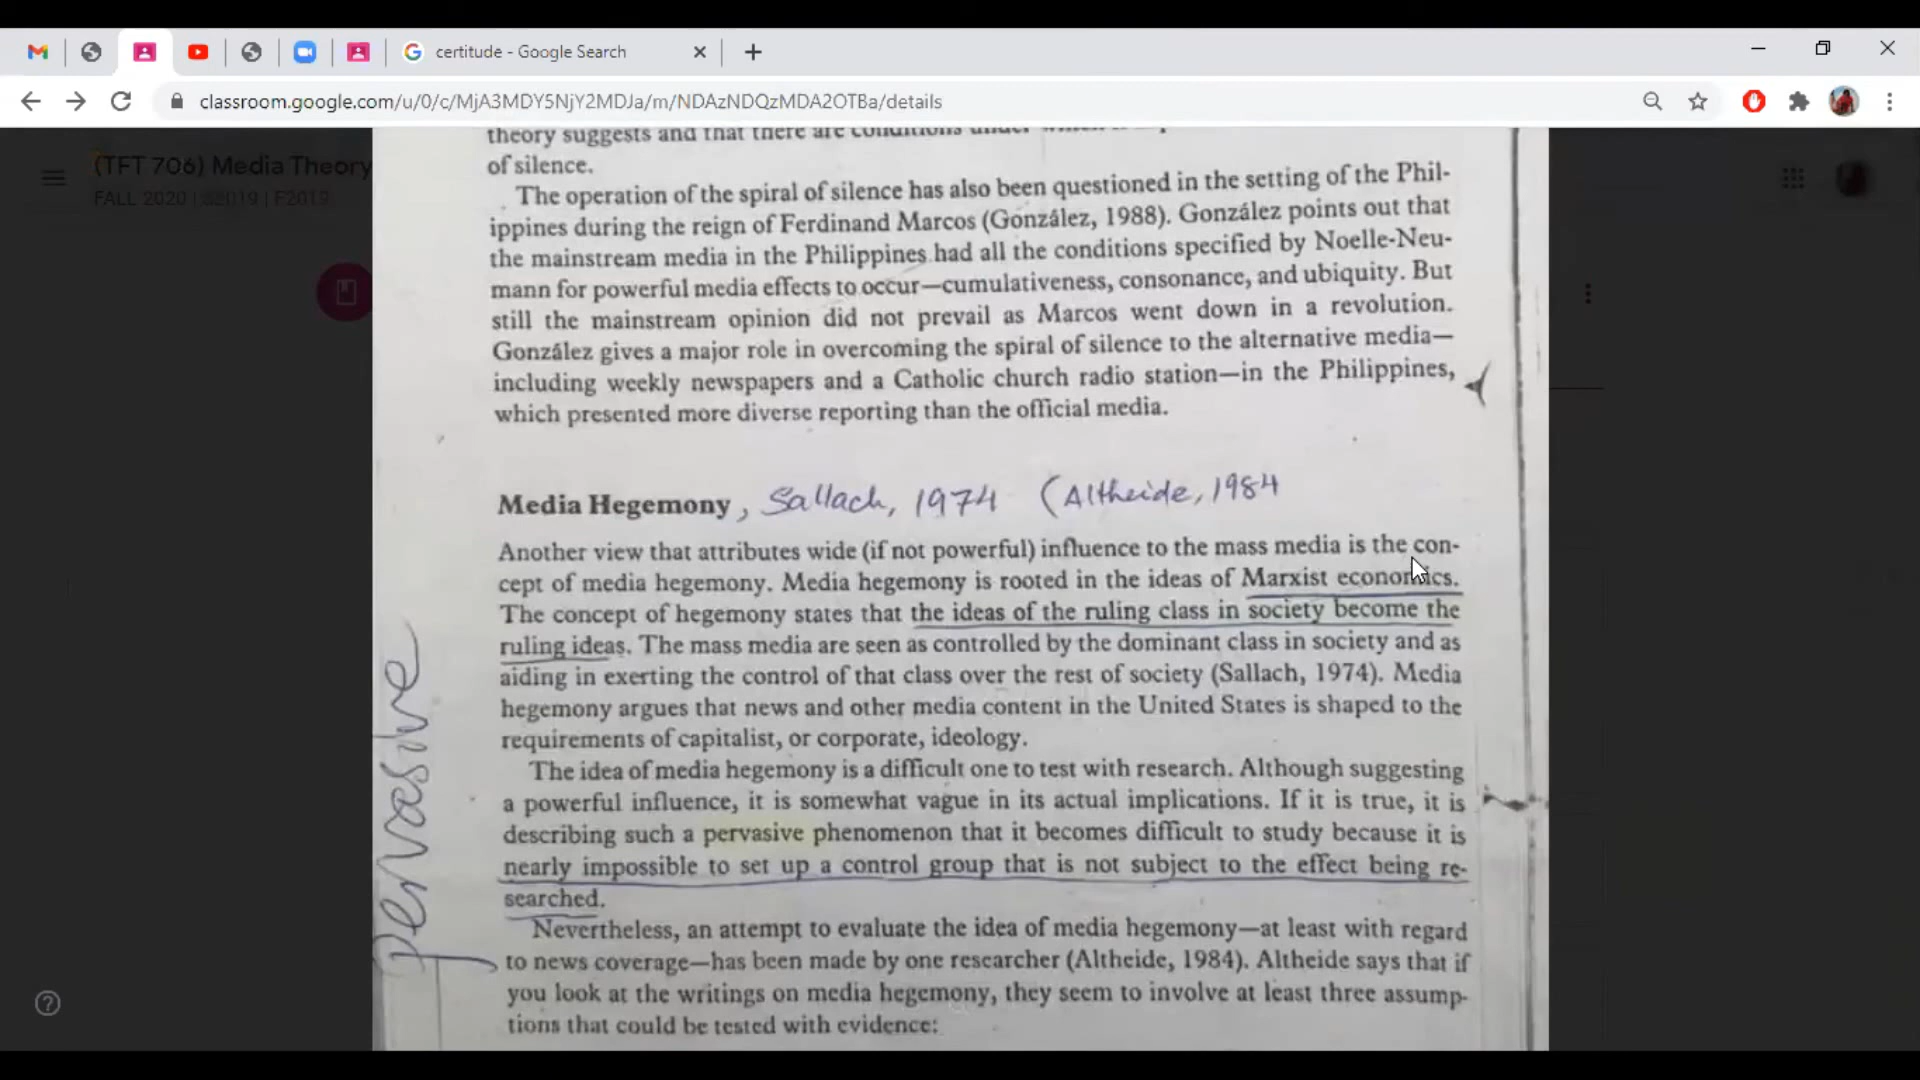 certitude - Google Search
classroom.google.com/u/0/c/MjA3MDY5NjY2MDJa/m/NDAzNDQzMDA2OTBa/details
(TFT 706) Media Theory
FALL 2020 | S2019 | F2019
theory suggests and that there are conditions under
of silence.
The operation of the spiral of silence has also been questioned in the setting of the Phil-
ippines during the reign of Ferdinand Marcos (González, 1988). González points out that
the mainstream media in the Philippines had all the conditions specified by Noelle-Neu-
mann for powerful media effects to occur—cumulativeness, consonance, and ubiquity. But
still the mainstream opinion did not prevail as Marcos went down in a revolution.
González gives a major role in overcoming the spiral of silence to the alternative media—
including weekly newspapers and a Catholic church radio station—in the Philippines,
which presented more diverse reporting than the official media.
Media Hegemony, Sallach, 1974 (Altheide, 1984
Another view that attributes wide (if not powerful) influence to the mass media is the con-
cept of media hegemony. Media hegemony is rooted in the ideas of Marxist economics.
The concept of hegemony states that the ideas of the ruling class in society become the
ruling ideas. The mass media are seen as controlled by the dominant class in society and as
aiding in exerting the control of that class over the rest of society (Sallach, 1974). Media
hegemony argues that news and other media content in the United States is shaped to the
requirements of capitalist, or corporate, ideology.
The idea of media hegemony is a difficult one to test with research. Although suggesting
a powerful influence, it is somewhat vague in its actual implications. If it is true, it is
describing such a pervasive phenomenon that it becomes difficult to study because it is
nearly impossible to set up a control group that is not subject to the effect being re-
searched.
Nevertheless, an attempt to evaluate the idea of media hegemony—at least with regard
to news coverage—has been made by one researcher (Altheide, 1984). Altheide says that if
you look at the writings on media hegemony, they seem to involve at least three assump-
tions that could be tested with evidence:
Pervasive